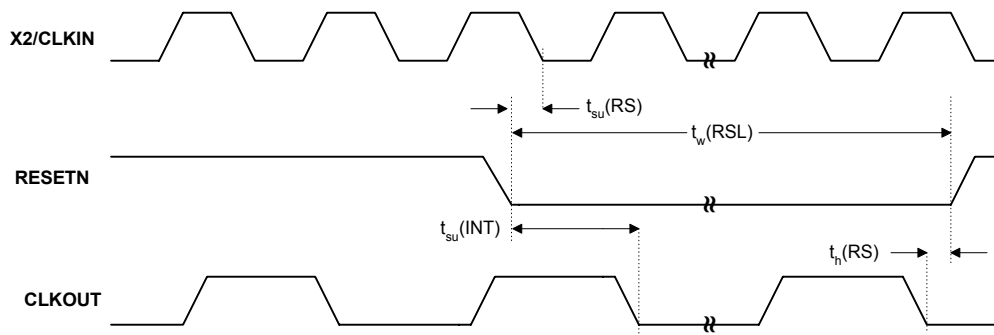 X2/CLKIN
t_su(RS)
t_w(RSL)
RESETN
t_su(INT)
t_h(RS)
CLKOUT